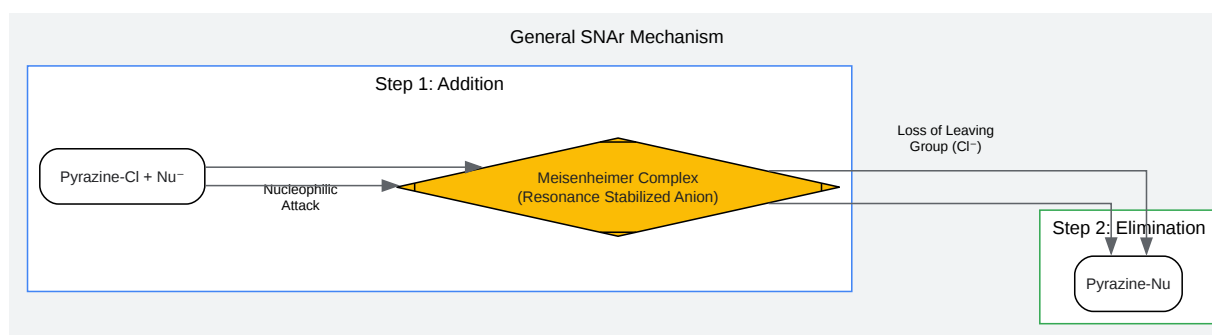 General SNAr Mechanism
Step 1: Addition
Pyrazine-Cl + Nu⁻
Nucleophilic
Attack
Meisenheimer Complex
(Resonance Stabilized Anion)
Loss of Leaving
Group (Cl⁻)
Step 2: Elimination
Pyrazine-Nu